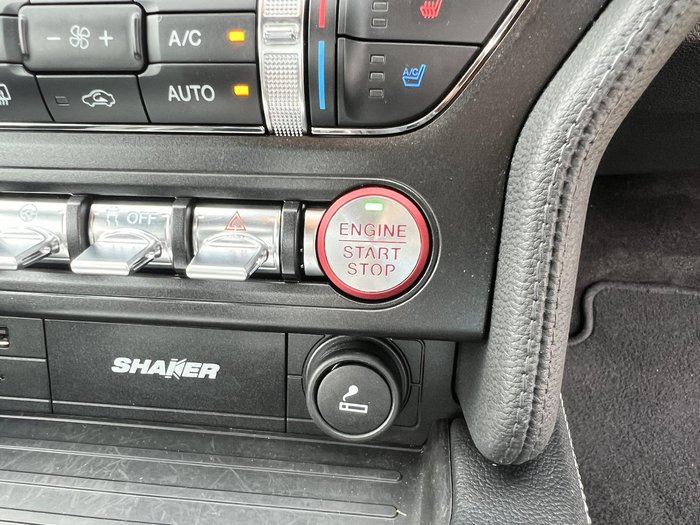 A/C
AUTO
A/C
OFF
ENGINE
START
STOP
SHAKER